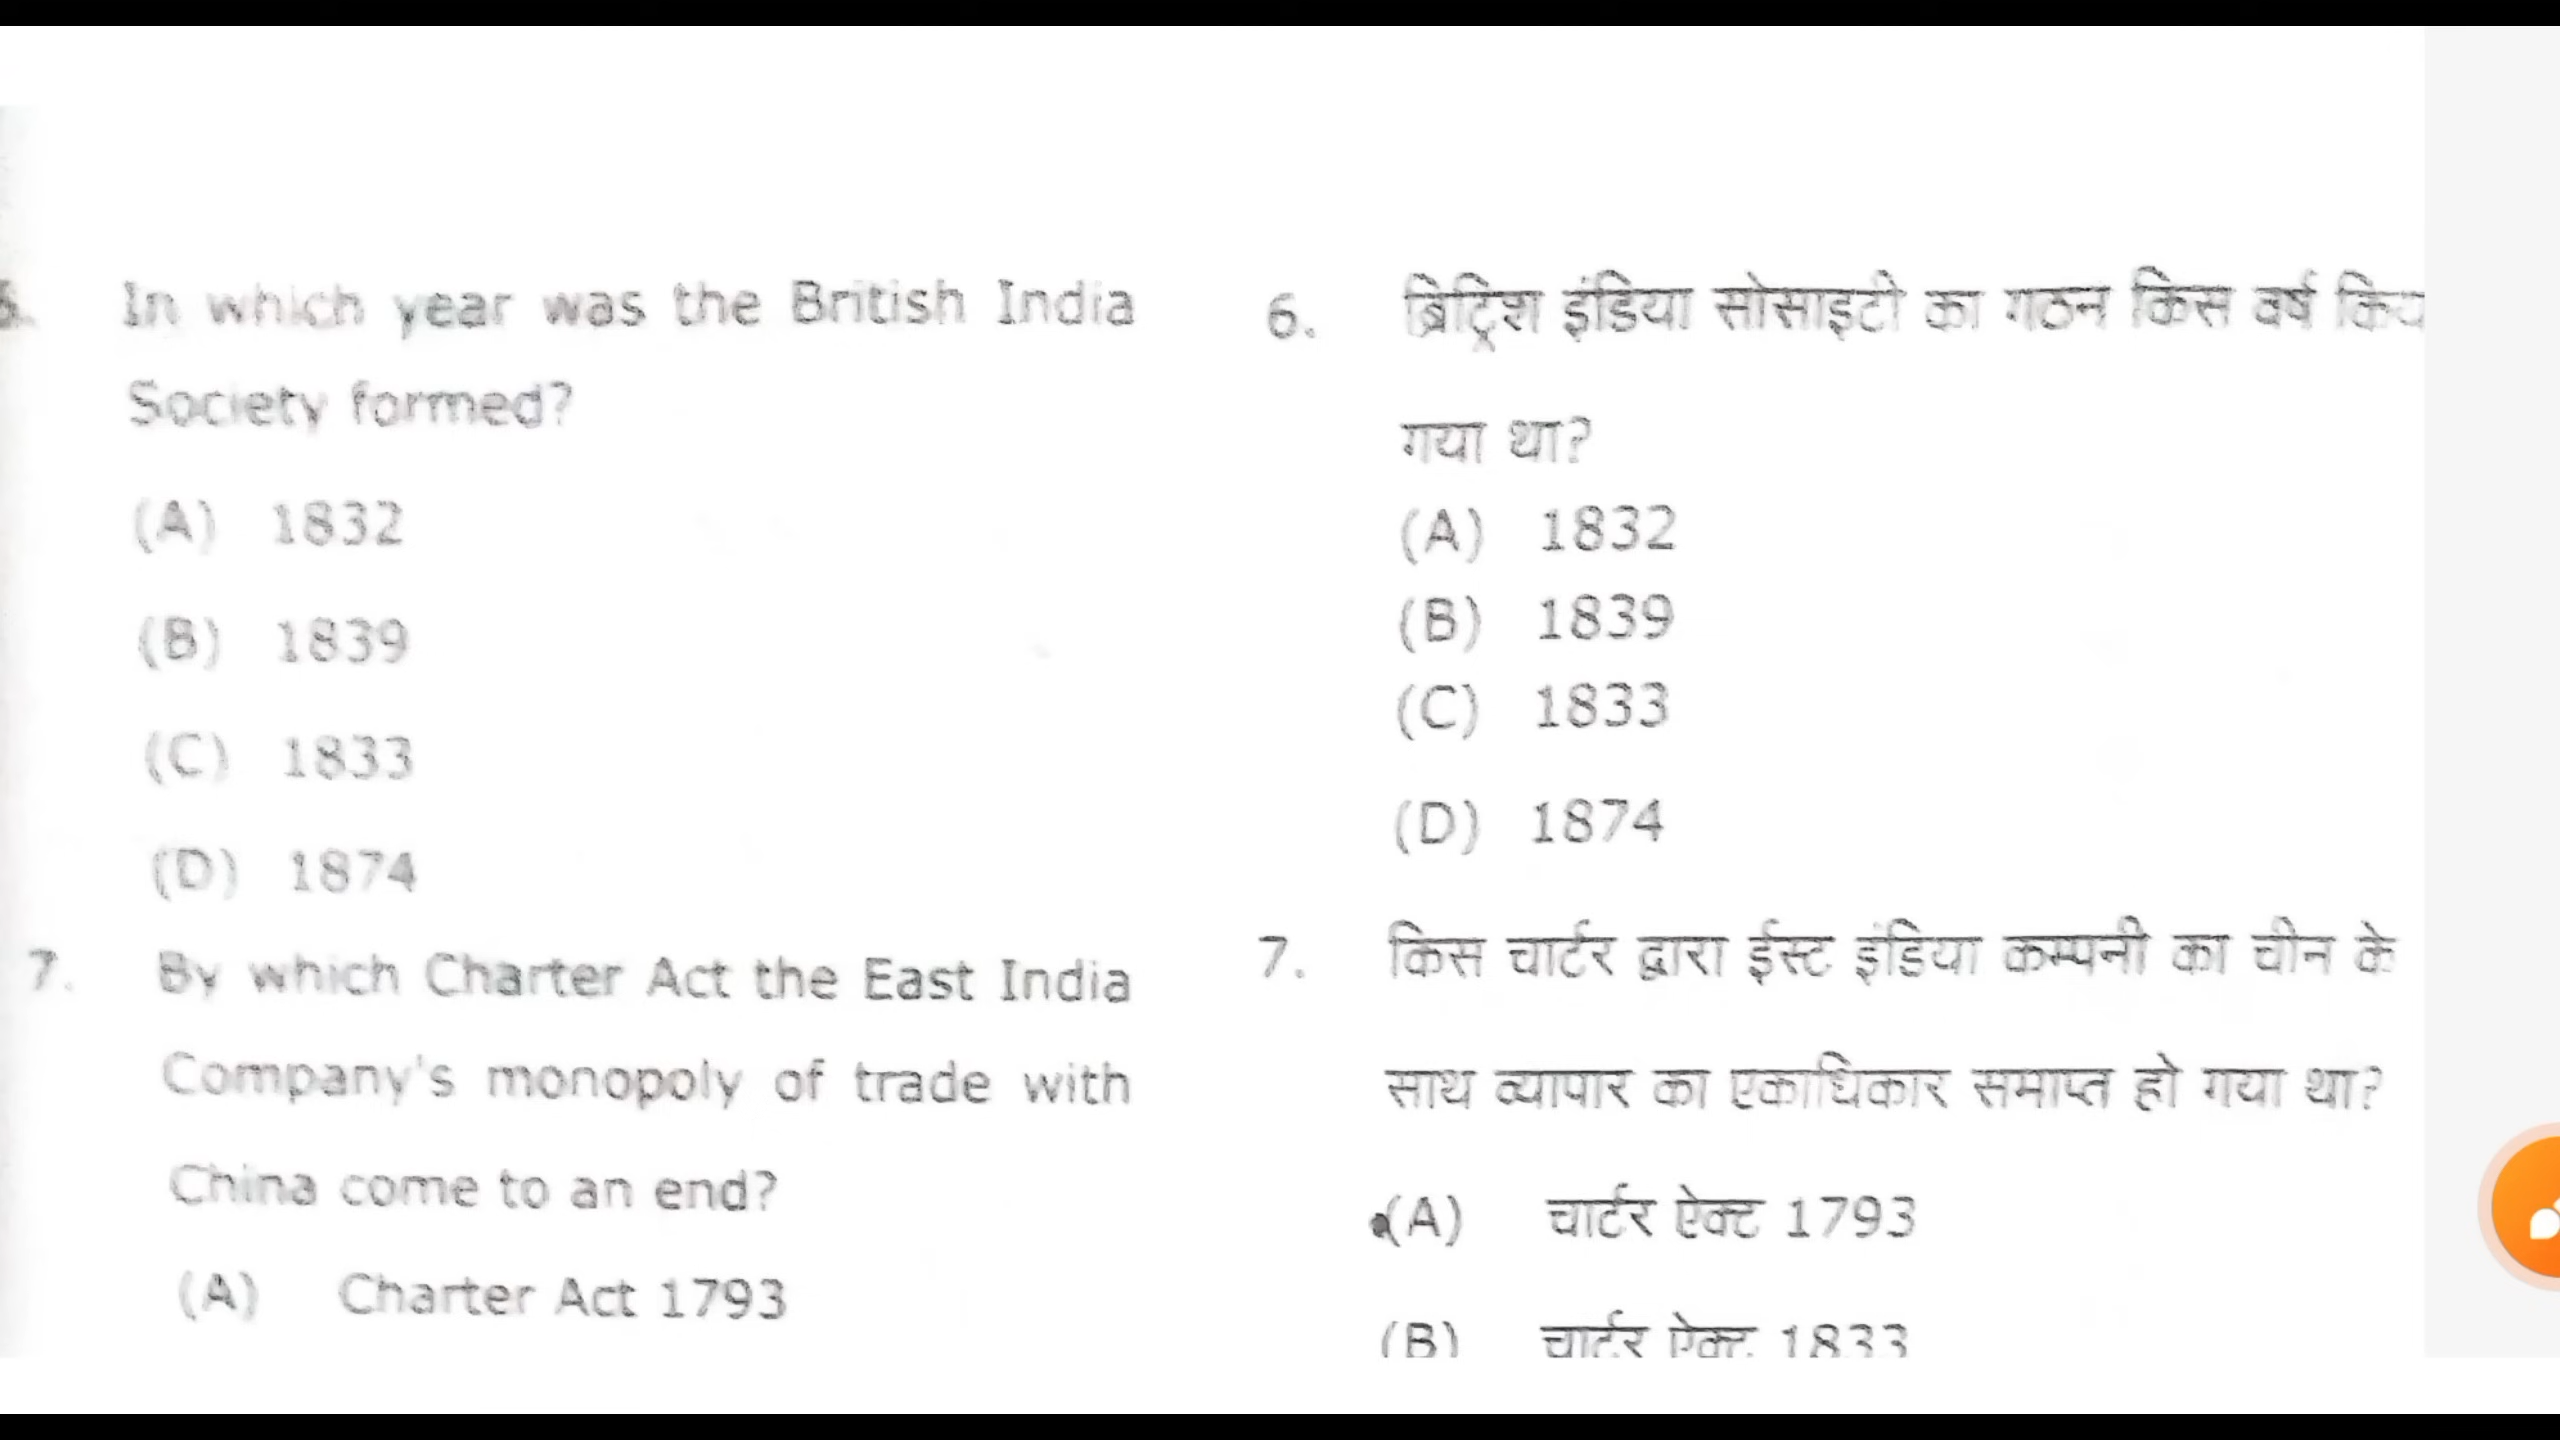 6. In which year was the British India
Society formed?
(A) 1832
(B) 1839
(C) 1833
(D) 1874
7. By which Charter Act the East India
Company's monopoly of trade with
China come to an end?
(A) Charter Act 1793
6. ब्रिट्रिश इंडिया सोसाइटी का गठन किस वर्ष
गया था?
(A) 1832
(B) 1839
(C) 1833
(D) 1874
7. किस चार्टर द्वारा ईस्ट इंडिया कम्पनी का चीन के
साथ व्यापार का एकाधिकार समाप्त हो गया था?
(A) चार्टर ऐक्ट 1793
(B) चार्टर ऐक्ट 1833